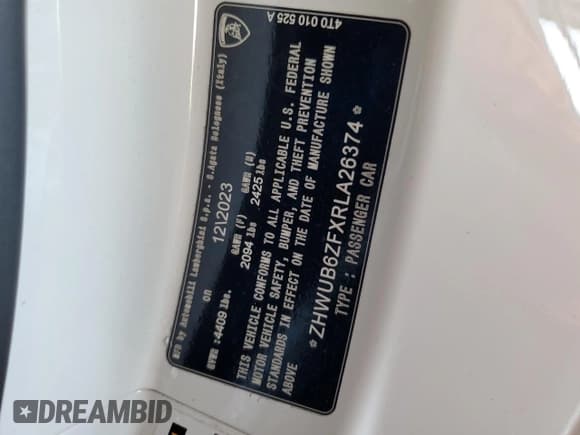 4T0 010 525 A
Mfd by Automobili Lamborghini S.p.a. - S.Agata Bolognese (Italy)
on 12\2023
GVWR :4409 lbs. GAWR (F) GAWR (R)
2094 lbs 2425 lbs
THIS VEHICLE CONFORMS TO ALL APPLICABLE U.S. FEDERAL
MOTOR VEHICLE SAFETY, BUMPER, AND THEFT PREVENTION
STANDARDS IN EFFECT ON THE DATE OF MANUFACTURE SHOWN
ABOVE
*ZHWUB6ZFXRLA26374*
TYPE : PASSENGER CAR
DREAMBID